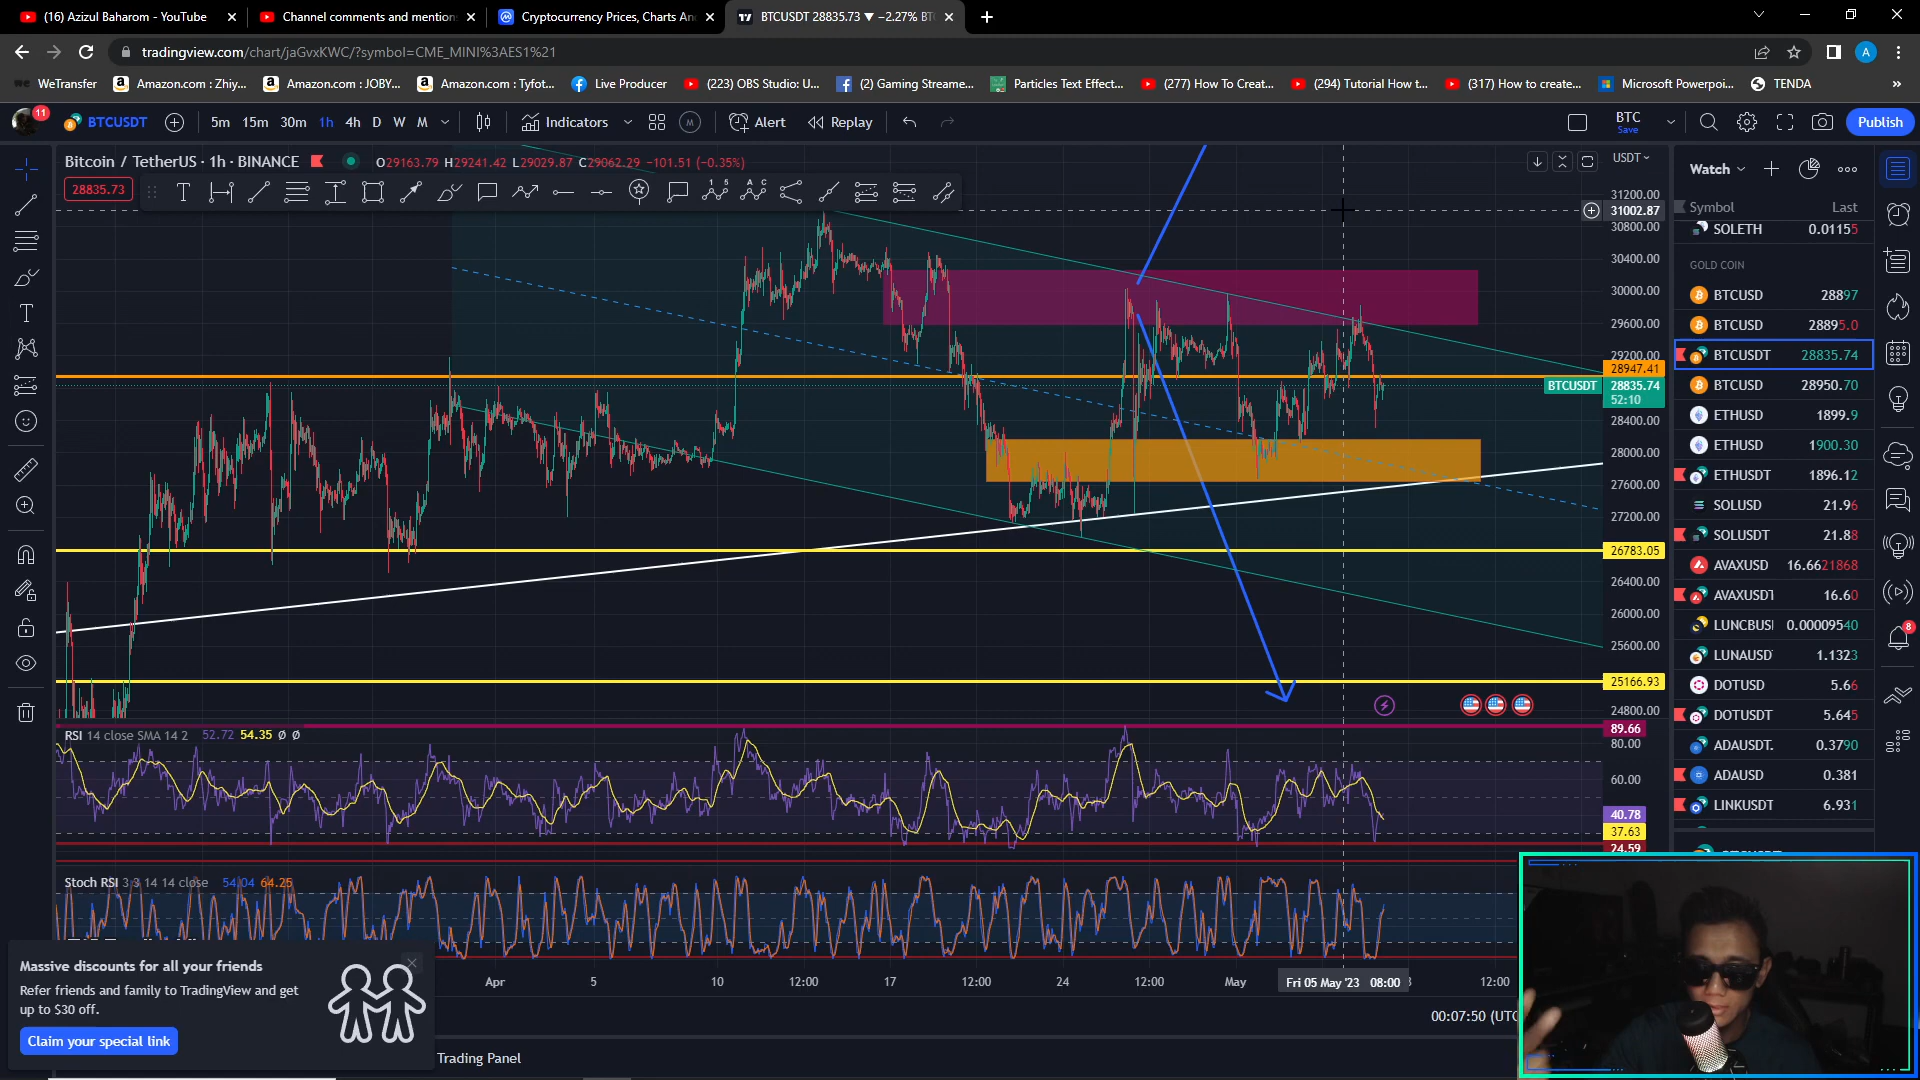 (16) Azizul Baharom - YouTube
Channel comments and mention
Cryptocurrency Prices, Charts An
BTCUSDT 28835.73 ▼ −2.27% BT
tradingview.com/chart/jaGvxKWC/?symbol=CME_MINI%3AES1%21
A
WeTransfer
Amazon.com : Zhiy...
Amazon.com : JOBY...
Amazon.com : Tyfot...
Live Producer
(223) OBS Studio: U...
(2) Gaming Streame...
Particles Text Effect...
(277) How To Creat...
(294) Tutorial How t...
(317) How to create...
Microsoft Powerpoi...
TENDA
11
BTCUSDT
5m 15m 30m 1h 4h D W M
Indicators
Alert
Replay
BTC
Save
Publish
Bitcoin / TetherUS · 1h · BINANCE
O29163.79 H29241.42 L29029.87 C29062.29 −101.51 (−0.35%)
28835.73
USDT
31200.00
31002.87
30800.00
30400.00
30000.00
29600.00
29200.00
28947.41
BTCUSDT 28835.74
52:10
28400.00
28000.00
27600.00
27200.00
26783.05
26400.00
26000.00
25600.00
25166.93
24800.00
RSI 14 close SMA 14 2 52.72 54.35 Ø Ø
89.66
80.00
60.00
40.78
37.63
24.59
Stoch RSI 3 3 14 14 close 54.04 64.25
Apr 5 10 12:00 17 12:00 24 12:00 May Fri 05 May '23 08:00 12:00
00:07:50 (UTC
Trading Panel
Massive discounts for all your friends
Refer friends and family to TradingView and get
up to $30 off.
Claim your special link
Watch
Symbol Last
SOLETH 0.01155
GOLD COIN
BTCUSD 28897
BTCUSD 28895.0
BTCUSDT 28835.74
BTCUSD 28950.70
ETHUSD 1899.9
ETHUSD 1900.30
ETHUSDT 1896.12
SOLUSD 21.96
SOLUSDT 21.88
AVAXUSD 16.6621868
AVAXUSDT 16.60
LUNCBUSI 0.00009540
LUNAUSD 1.1323
DOTUSD 5.66
DOTUSDT 5.645
ADAUSDT. 0.3790
ADAUSD 0.381
LINKUSDT 6.931
8